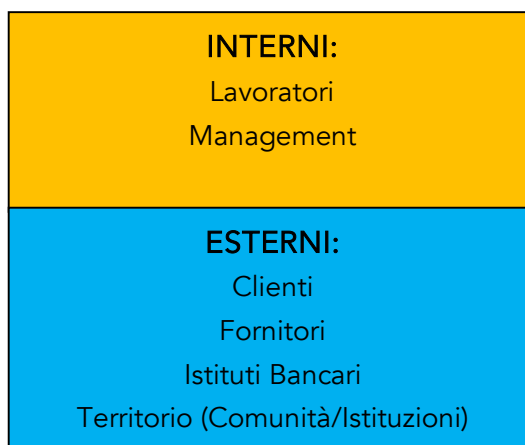 INTERNI:
Lavoratori
Management
ESTERNI:
Clienti
Fornitori
Istituti Bancari
Territorio (Comunità/Istituzioni)